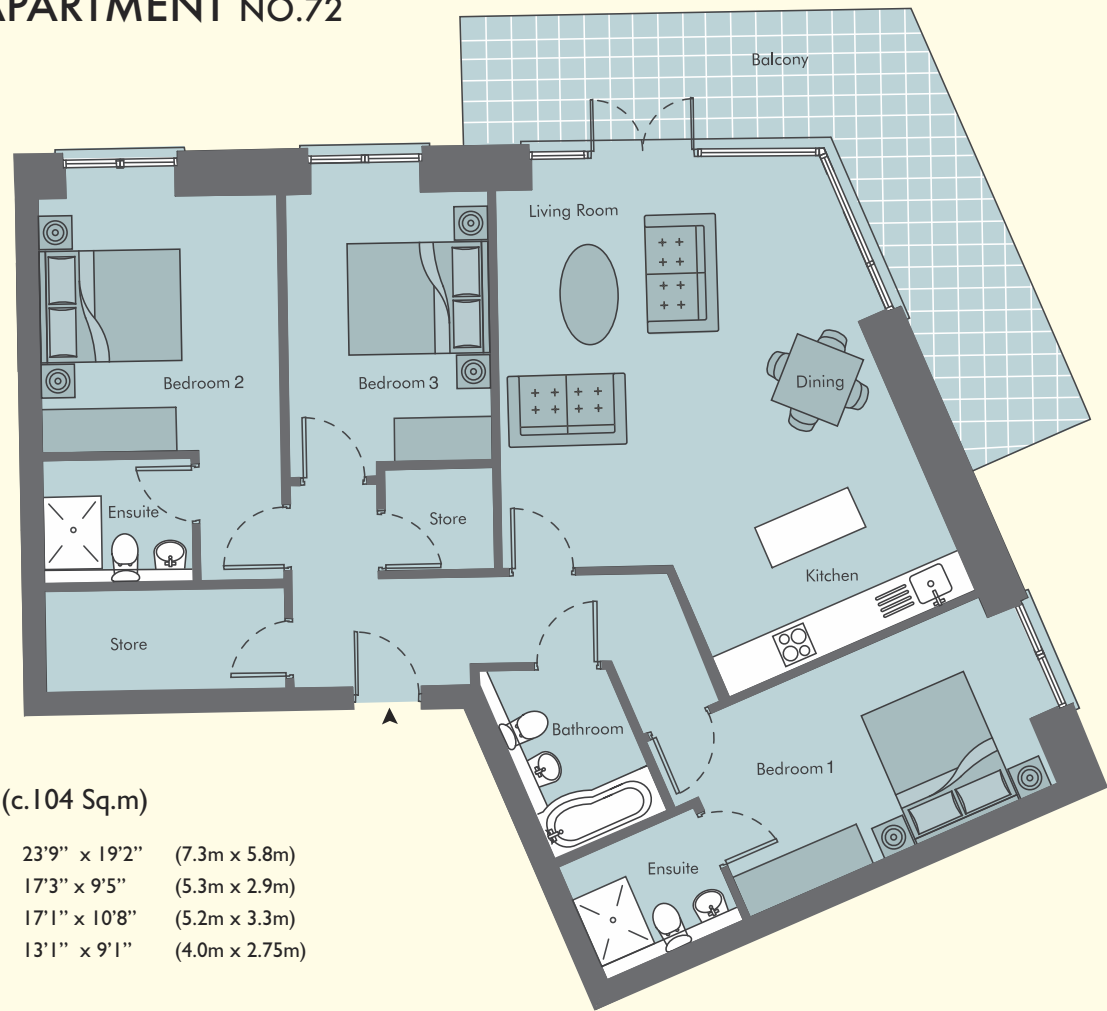 APARTMENT NO.72
Balcony
Living Room
Bedroom 2
Bedroom 3
Dining
Ensuite
Store
Kitchen
Store
Bathroom
Bedroom 1
Ensuite
(c.104 Sq.m)
23'9” x 19'2” (7.3m x 5.8m)
17'3” x 9'5” (5.3m x 2.9m)
17'1” x 10'8” (5.2m x 3.3m)
13'1” x 9'1” (4.0m x 2.75m)